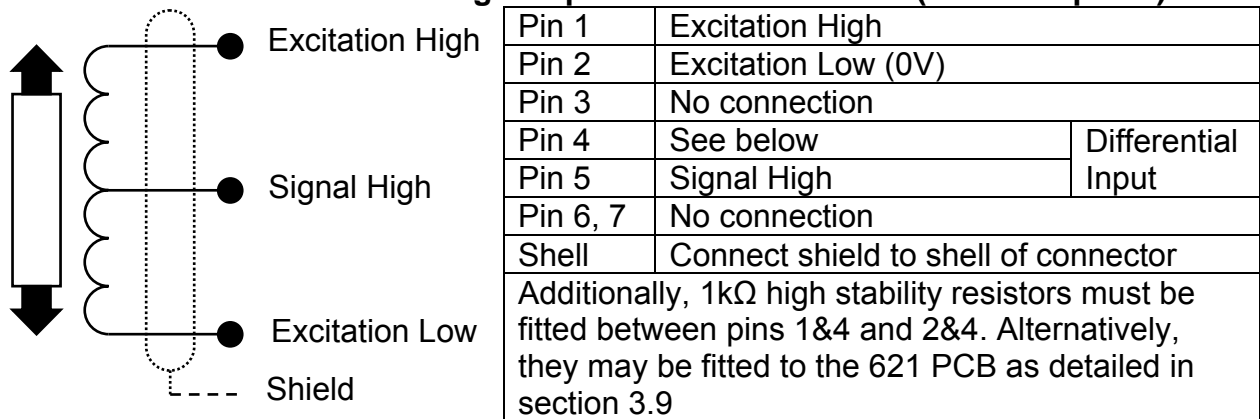 Excitation High
Signal High
Excitation Low
Shield
Pin 1 Excitation High
Pin 2 Excitation Low (0V)
Pin 3 No connection
Pin 4 See below Differential
Pin 5 Signal High Input
Pin 6, 7 No connection
Shell Connect shield to shell of connector
Additionally, 1kΩ high stability resistors must be
fitted between pins 1&4 and 2&4. Alternatively,
they may be fitted to the 621 PCB as detailed in
section 3.9